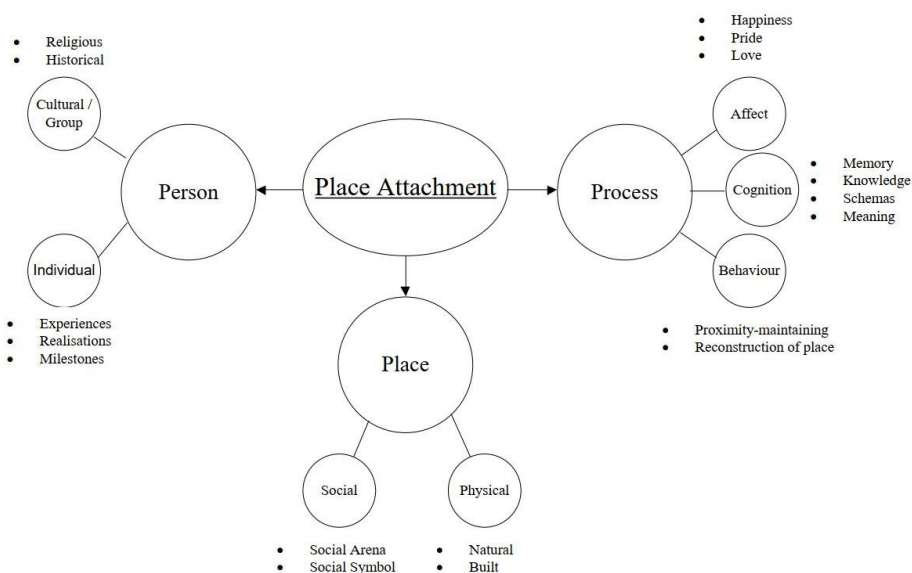 Religious
Historical
Cultural /
Group
Person
Individual
Experiences
Realisations
Milestones
Place Attachment
Place
Social
Social Arena
Social Symbol
Physical
Natural
Built
Process
Happiness
Pride
Love
Affect
Cognition
Memory
Knowledge
Schemas
Meaning
Behaviour
Proximity-maintaining
Reconstruction of place